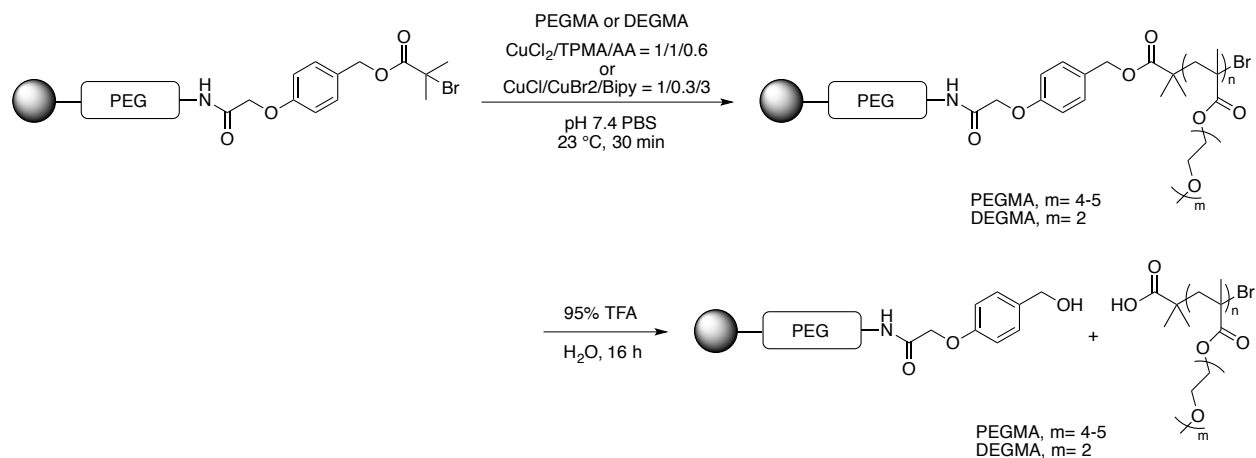 PEGMA or DEGMA
CuCl2/TPMA/AA = 1/1/0.6
or
CuCl/CuBr2/Bipy = 1/0.3/3
pH 7.4 PBS
23 °C, 30 min
PEG
H
N
O
O
O
O
Br
PEG
H
N
O
O
O
O
n
Br
O
O
O
m
PEGMA, m= 4-5
DEGMA, m= 2
95% TFA
H2O, 16 h
PEG
H
N
O
O
OH
+
O
HO
n
Br
O
O
O
m
PEGMA, m= 4-5
DEGMA, m= 2